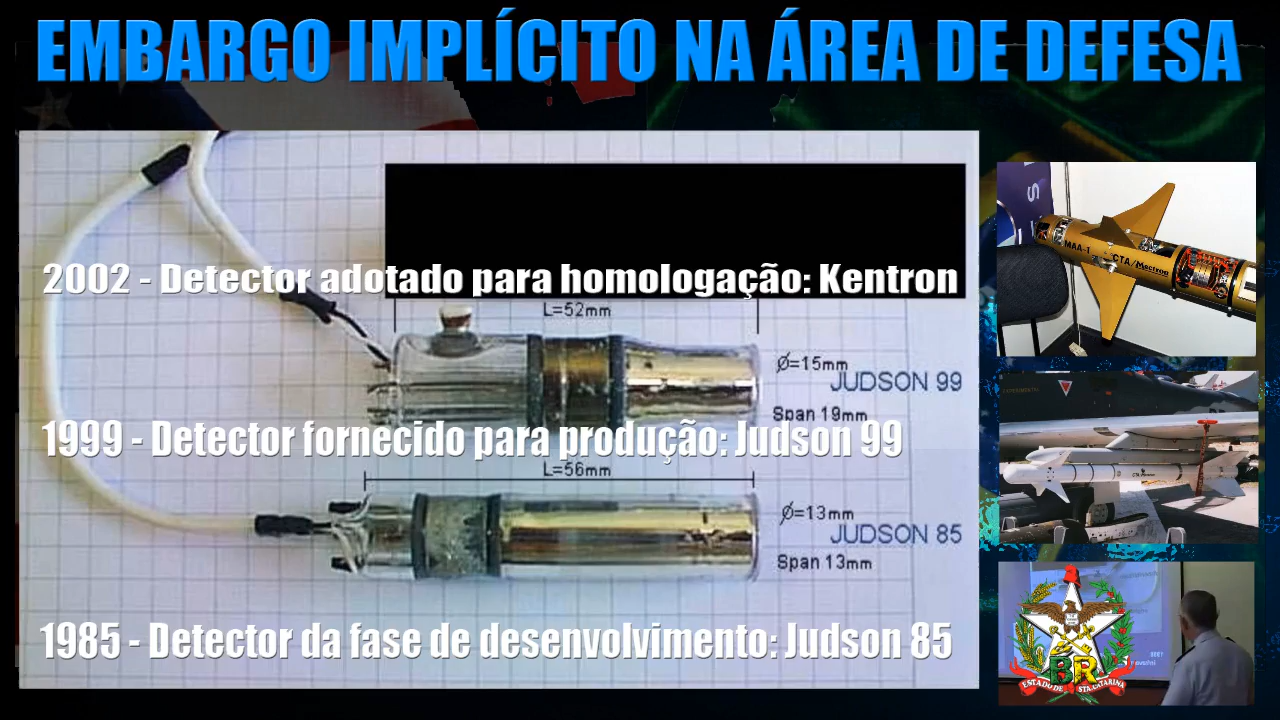 EMBARGO IMPLÍCITO NA ÁREA DE DEFESA
2002 - Detector adotado para homologação: Kentron
L=52mm
Ø=15mm
JUDSON 99
Span 19mm
1999 - Detector fornecido para produção: Judson 99
L=56mm
Ø=13mm
JUDSON 85
Span 13mm
1985 - Detector da fase de desenvolvimento: Judson 85
MAA-1
CTA/Mectron
EXPERIMENTAL
BR
ESTADO DE STA.CATARINA